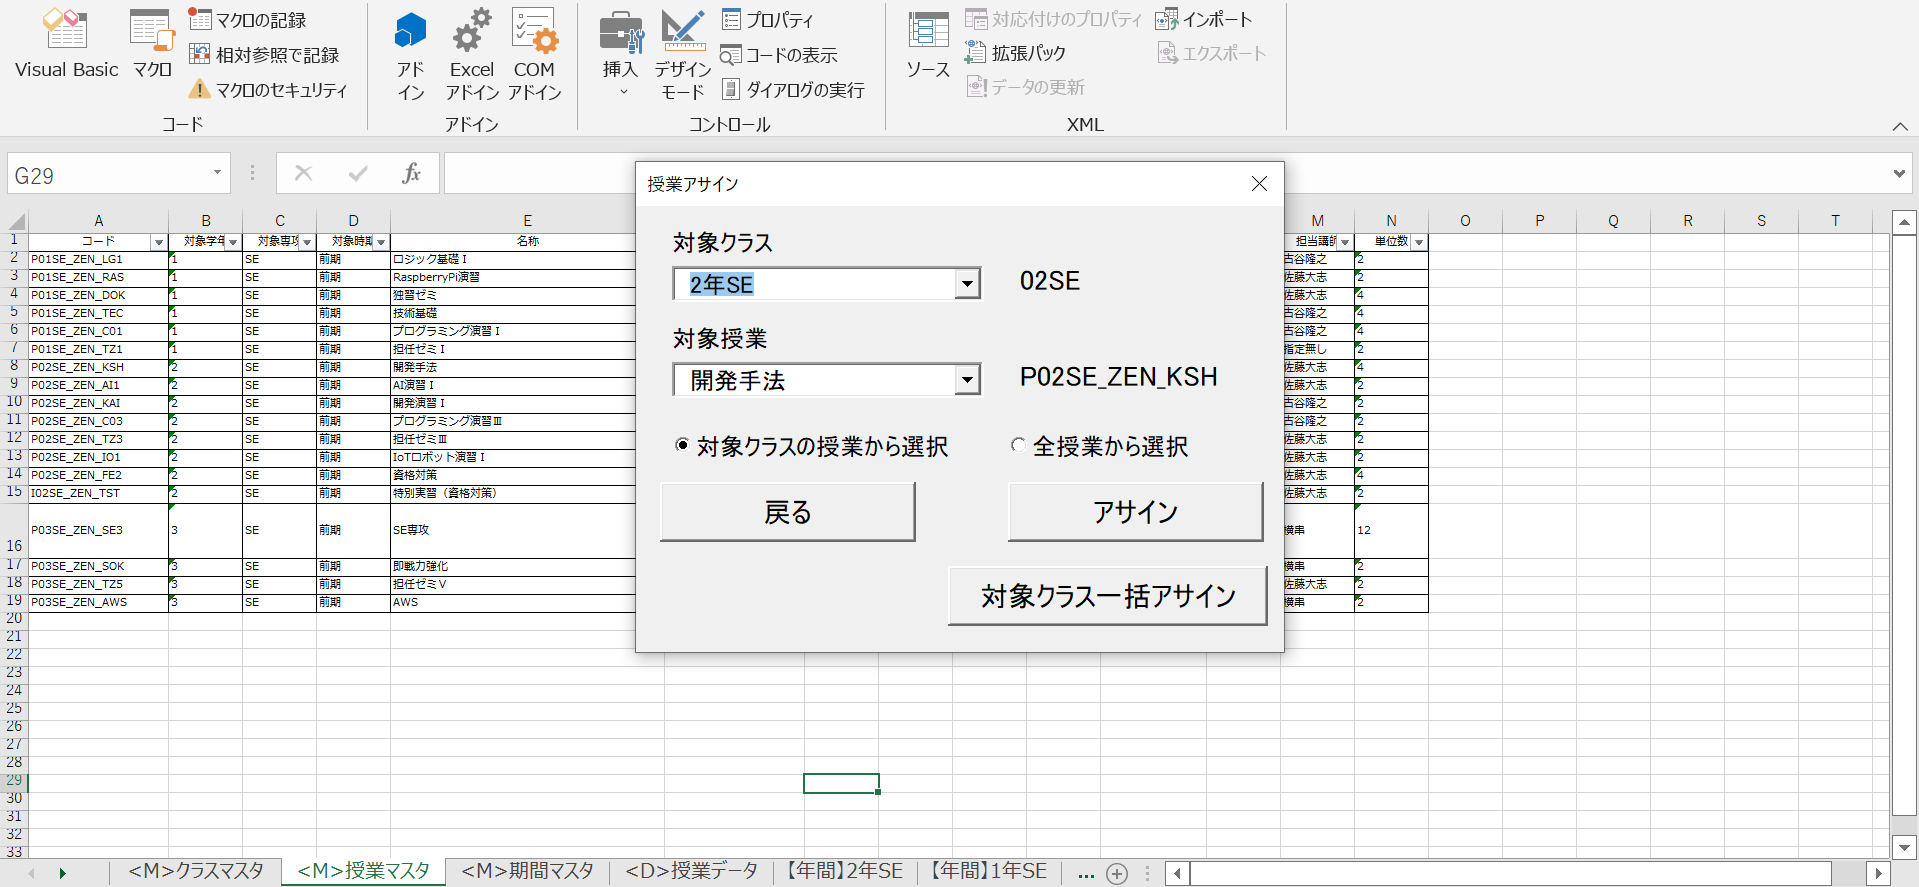 Visual Basic
マクロ
マクロの記録
相対参照で記録
マクロのセキュリティ
コード
アド
イン
Excel
アドイン
COM
アドイン
アドイン
挿入
デザイン
モード
プロパティ
コードの表示
ダイアログの実行
コントロール
ソース
対応付けのプロパティ
拡張パック
データの更新
インポート
エクスポート
XML
G29
fx
授業アサイン
対象クラス
2年SE
02SE
対象授業
開発手法
P02SE_ZEN_KSH
対象クラスの授業から選択
全授業から選択
戻る
アサイン
対象クラス一括アサイン
A B C D E M N O P Q R S T
1 コード 対象学年 対象専攻 対象時期 名称 担当講師 単位数
2 P01SE_ZEN_LG1 1 SE 前期 ロジック基礎Ⅰ 古谷隆之 2
3 P01SE_ZEN_RAS 1 SE 前期 RaspberryPi演習 佐藤大志 2
4 P01SE_ZEN_DOK 1 SE 前期 独習ゼミ 佐藤大志 4
5 P01SE_ZEN_TEC 1 SE 前期 技術基礎 古谷隆之 4
6 P01SE_ZEN_C01 1 SE 前期 プログラミング演習Ⅰ 古谷隆之 4
7 P01SE_ZEN_TZ1 1 SE 前期 担任ゼミⅠ 指定無し 2
8 P02SE_ZEN_KSH 2 SE 前期 開発手法 佐藤大志 4
9 P02SE_ZEN_AI1 2 SE 前期 AI演習Ⅰ 佐藤大志 2
10 P02SE_ZEN_KAI 2 SE 前期 開発演習Ⅰ 古谷隆之 2
11 P02SE_ZEN_C03 2 SE 前期 プログラミング演習Ⅲ 古谷隆之 2
12 P02SE_ZEN_TZ3 2 SE 前期 担任ゼミⅢ 佐藤大志 2
13 P02SE_ZEN_IO1 2 SE 前期 IoTロボット演習Ⅰ 佐藤大志 2
14 P02SE_ZEN_FE2 2 SE 前期 資格対策 佐藤大志 4
15 I02SE_ZEN_TST 2 SE 前期 特別実習（資格対策） 佐藤大志 2
16 P03SE_ZEN_SE3 3 SE 前期 SE専攻 横串 12
17 P03SE_ZEN_SOK 3 SE 前期 即戦力強化 横串 2
18 P03SE_ZEN_TZ5 3 SE 前期 担任ゼミⅤ 佐藤大志 2
19 P03SE_ZEN_AWS 3 SE 前期 AWS 横串 2
20
21
22
23
24
25
26
27
28
29
30
31
32
33
<M>クラスマスタ
<M>授業マスタ
<M>期間マスタ
<D>授業データ
【年間】2年SE
【年間】1年SE
...